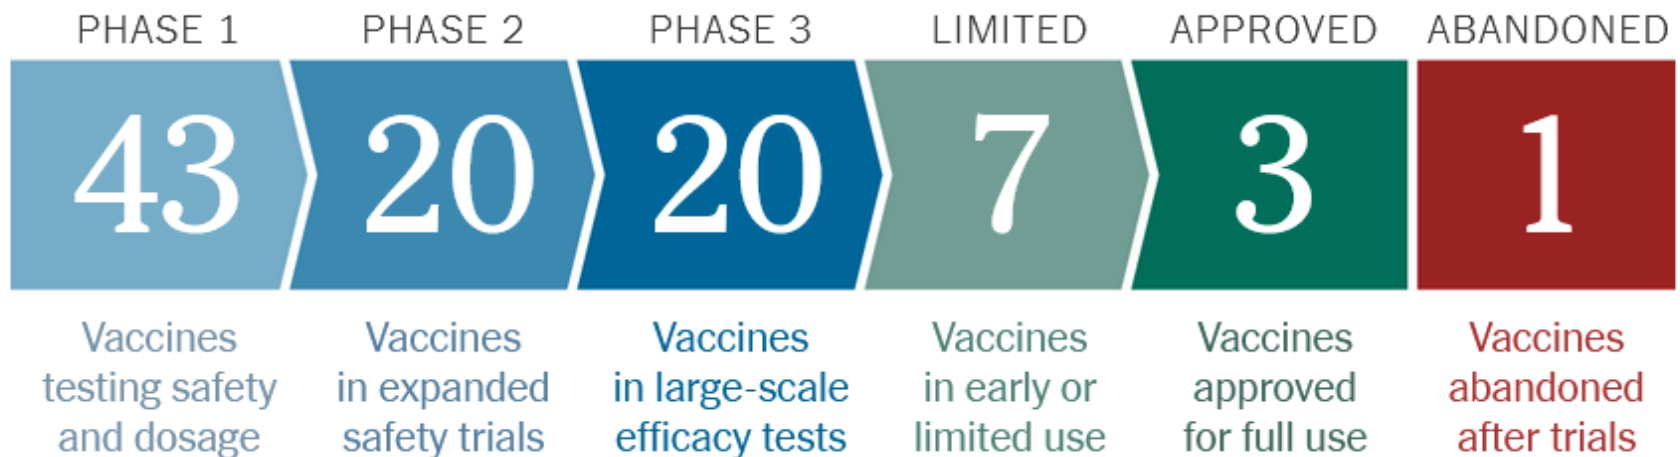 PHASE 1 PHASE 2 PHASE 3 LIMITED APPROVED ABANDONED
43 20 20 7 3 1
Vaccines Vaccines Vaccines Vaccines Vaccines Vaccines
testing safety in expanded in large-scale in early or approved abandoned
and dosage safety trials efficacy tests limited use for full use after trials